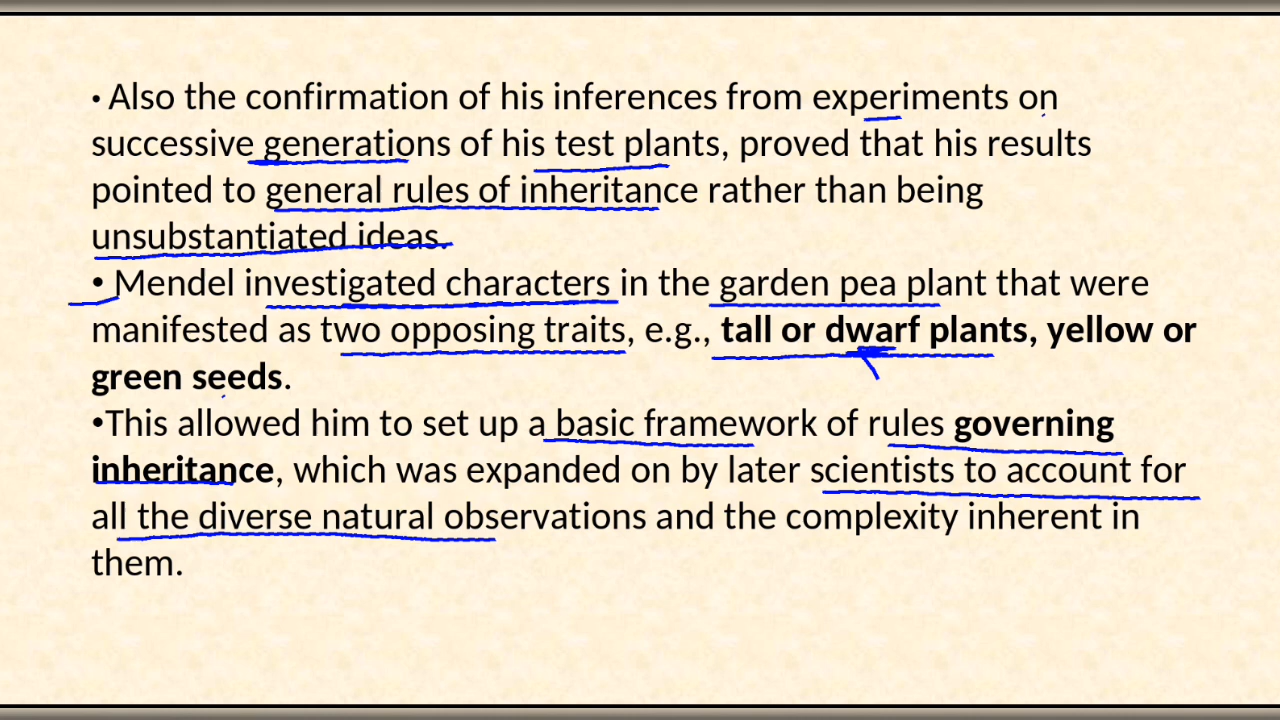 • Also the confirmation of his inferences from experiments on
successive generations of his test plants, proved that his results
pointed to general rules of inheritance rather than being
unsubstantiated ideas.
• Mendel investigated characters in the garden pea plant that were
manifested as two opposing traits, e.g., tall or dwarf plants, yellow or
green seeds.
•This allowed him to set up a basic framework of rules governing
inheritance, which was expanded on by later scientists to account for
all the diverse natural observations and the complexity inherent in
them.